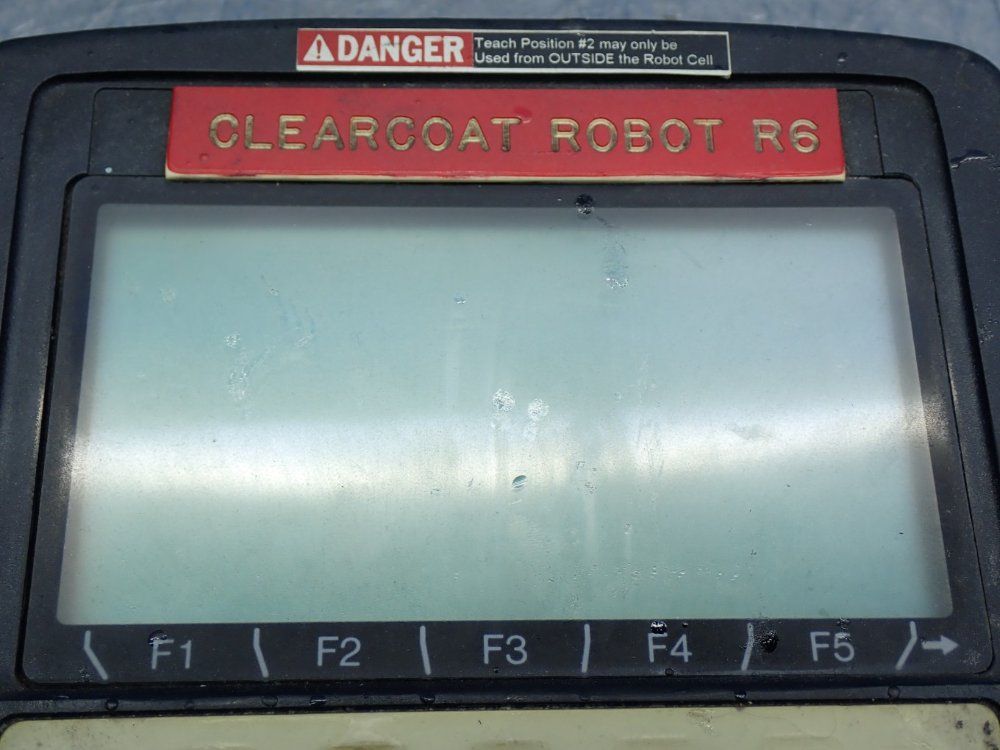 DANGER
Teach Position #2 may only be
Used from OUTSIDE the Robot Cell
CLEARCOAT ROBOT R6
F1 F2 F3 F4 F5